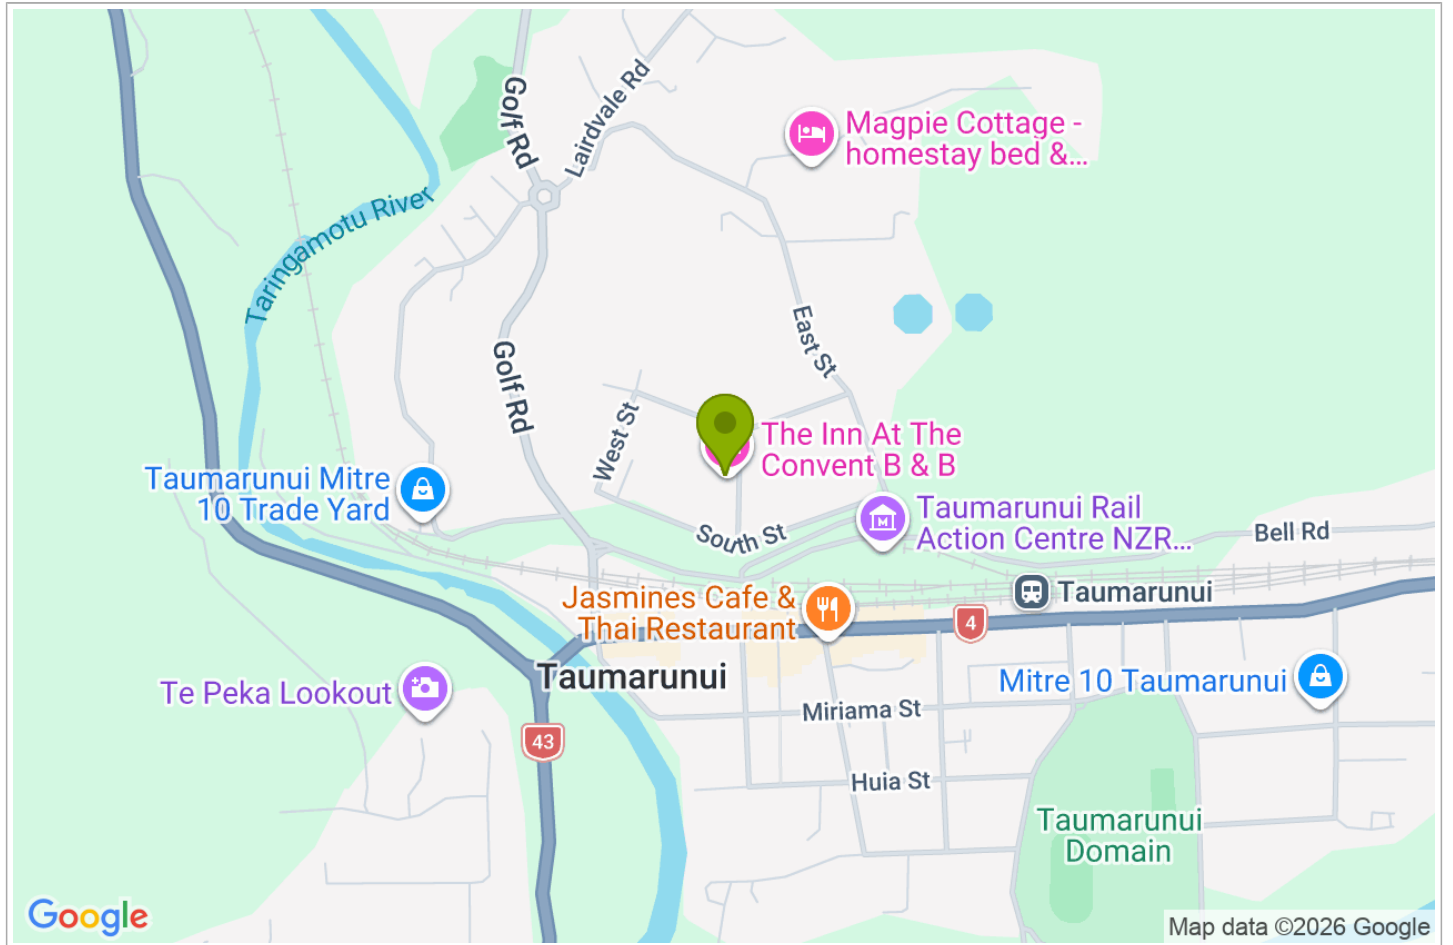 Golf Rd
Lairdvale Rd
Magpie Cottage -
homestay bed &...
Taringamotu River
East St
Golf Rd
West St
The Inn At The
Convent B & B
Taumarunui Mitre
10 Trade Yard
Taumarunui Rail
Action Centre NZR...
South St
Bell Rd
Jasmines Cafe &
Thai Restaurant
Taumarunui
4
Taumarunui
Te Peka Lookout
Mitre 10 Taumarunui
Miriama St
43
Huia St
Taumarunui
Domain
Google
Map data ©2026 Google